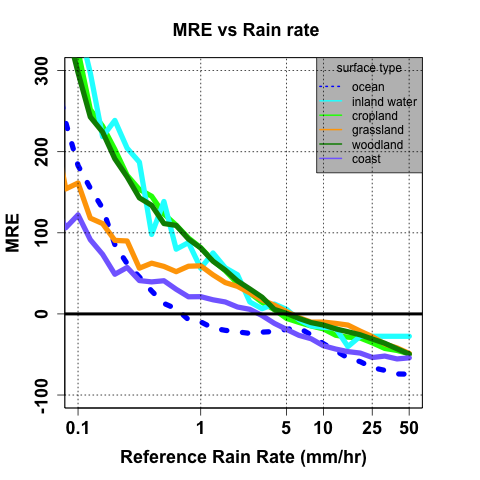 MRE vs Rain rate
surface type
ocean
inland water
cropland
grassland
woodland
coast
MRE
300
200
100
0
-100
0.1 1 5 10 25 50
Reference Rain Rate (mm/hr)